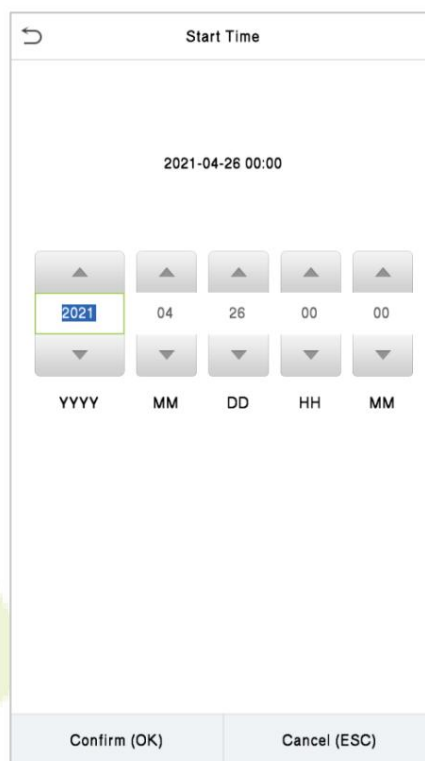 Start Time
2021-04-26 00:00
2021 04 26 00 00
YYYY MM DD HH MM
Confirm (OK) Cancel (ESC)